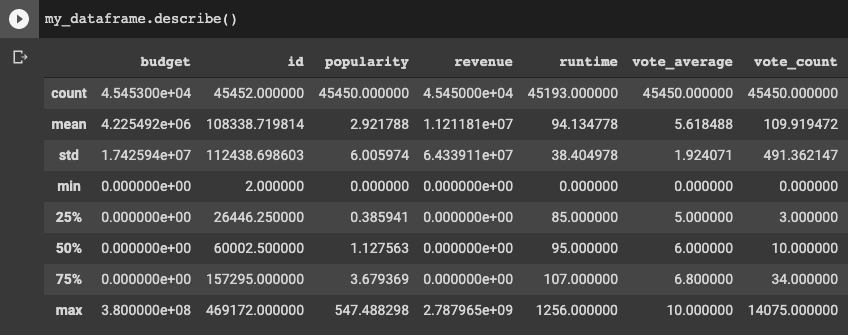 my_dataframe.describe()
budget id popularity revenue runtime vote_average vote_count
count 4.545300e+04 45452.000000 45450.000000 4.545000e+04 45193.000000 45450.000000 45450.000000
mean 4.225492e+06 108338.719814 2.921788 1.121181e+07 94.134778 5.618488 109.919472
std 1.742594e+07 112438.698603 6.005974 6.433911e+07 38.404978 1.924071 491.362147
min 0.000000e+00 2.000000 0.000000 0.000000e+00 0.000000 0.000000 0.000000
25% 0.000000e+00 26446.250000 0.385941 0.000000e+00 85.000000 5.000000 3.000000
50% 0.000000e+00 60002.500000 1.127563 0.000000e+00 95.000000 6.000000 10.000000
75% 0.000000e+00 157295.000000 3.679369 0.000000e+00 107.000000 6.800000 34.000000
max 3.800000e+08 469172.000000 547.488298 2.787965e+09 1256.000000 10.000000 14075.000000